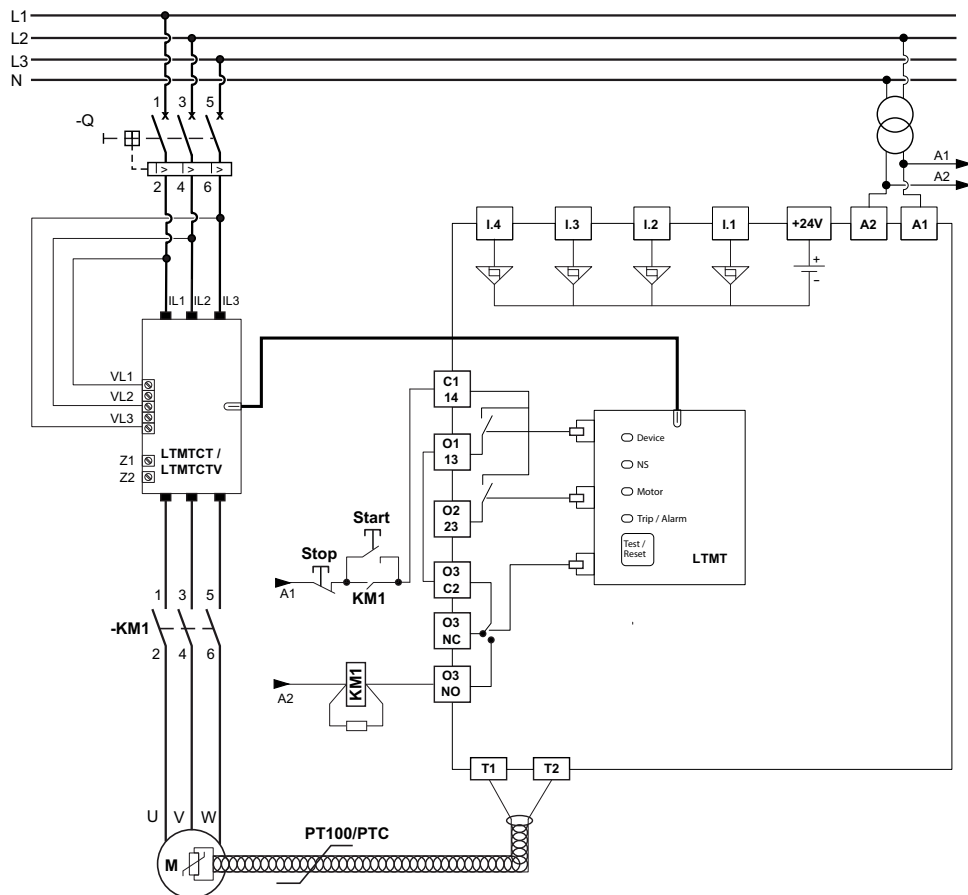 L1
L2
L3
N
1 3 5
-Q
I> I> I>
2 4 6
A1
A2
I.4 I.3 I.2 I.1 +24V A2 A1
+
−
IL1 IL2 IL3
VL1
VL2
VL3
Z1
Z2
LTMTCT /
LTMTCTV
C1
14
O1
13
O2
23
O3
C2
O3
NC
O3
NO
Device
NS
Motor
Trip / Alarm
Test /
Reset
LTMT
Start
Stop
A1
KM1
A2
KM1
1 3 5
-KM1
2 4 6
T1 T2
U V W
M
PT100/PTC